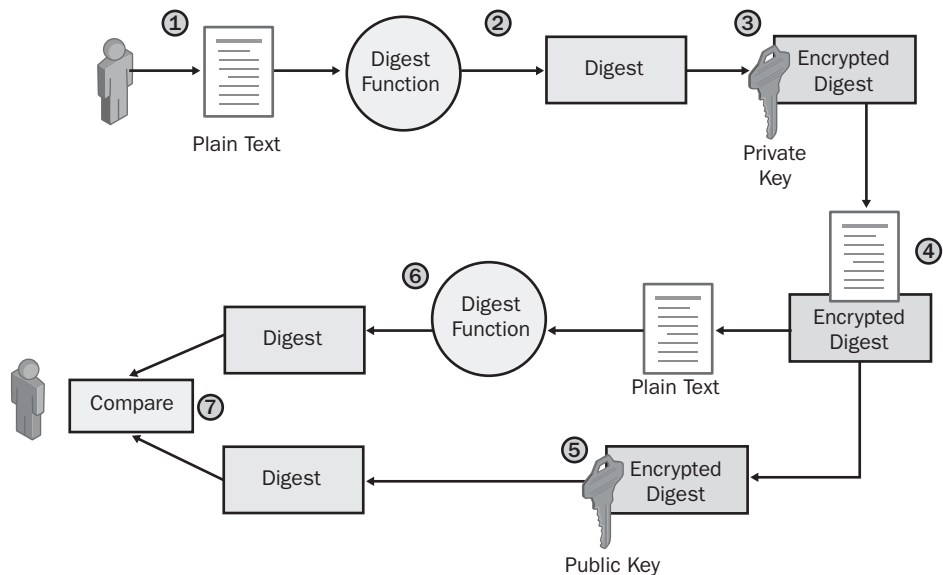 1
2
3
Plain Text
Digest
Function
Digest
Encrypted
Digest
Private
Key
4
Encrypted
Digest
Plain Text
6
Digest
Function
Digest
Compare
7
5
Encrypted
Digest
Public Key
Digest